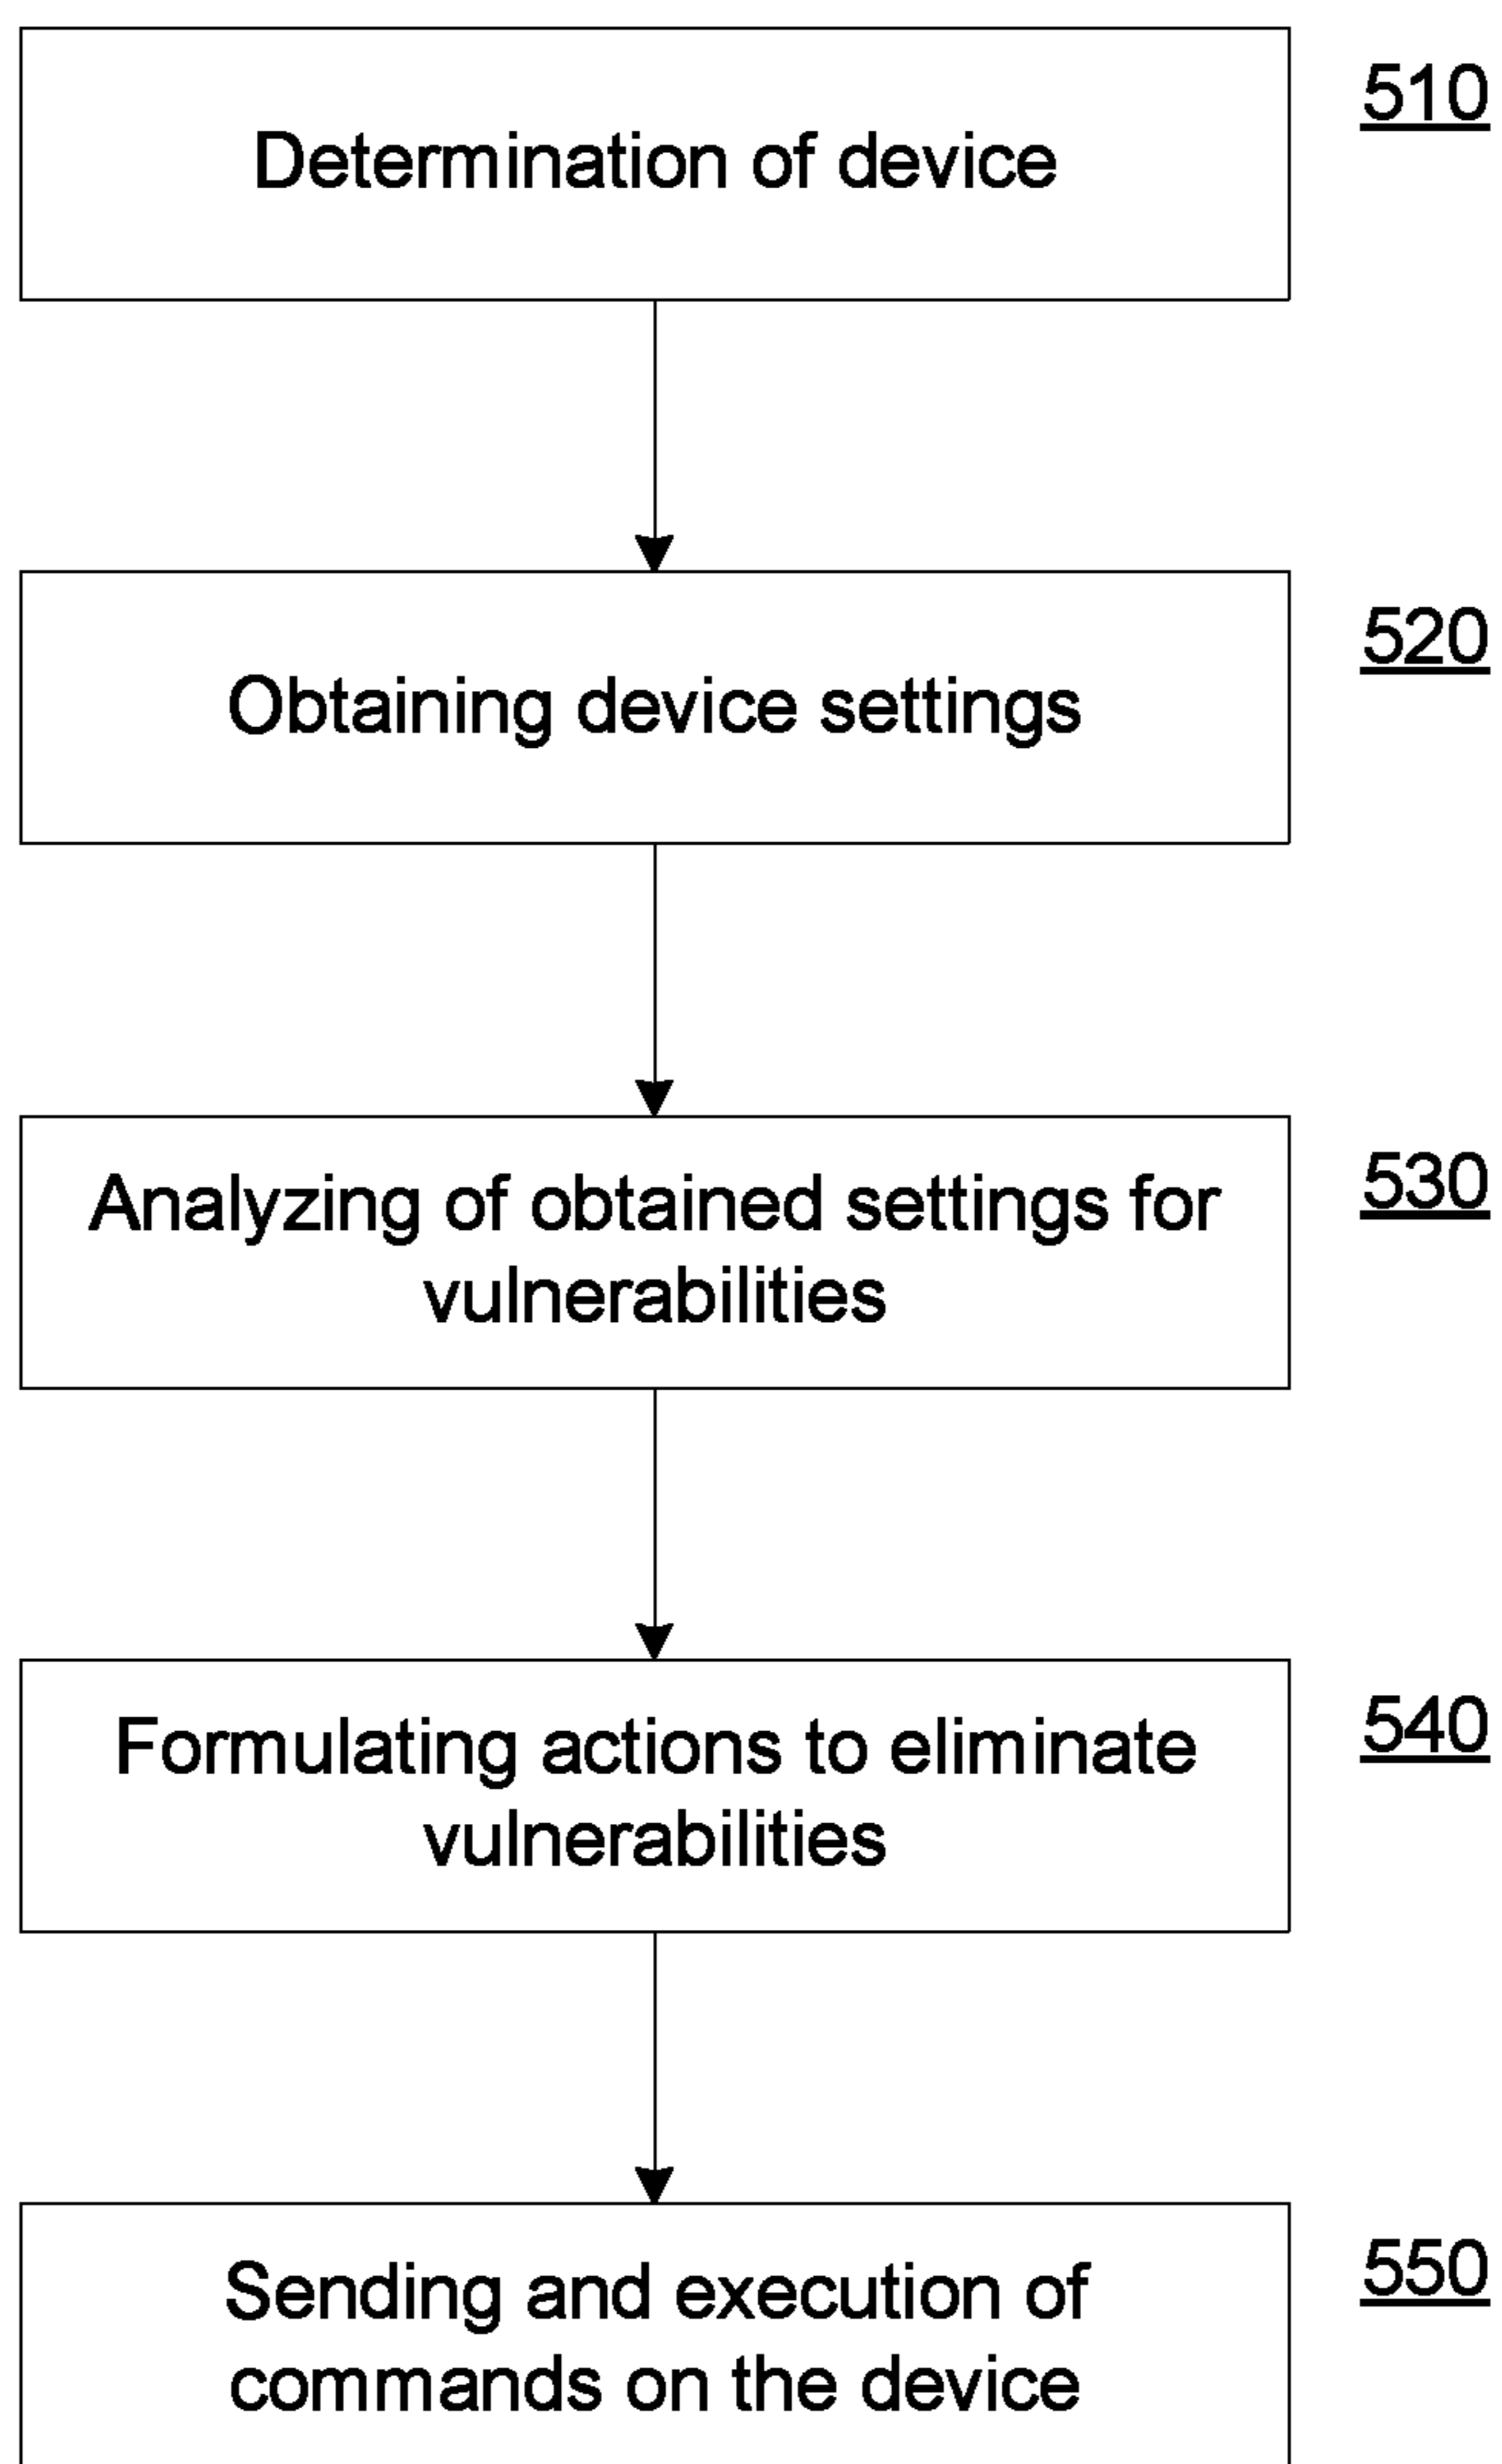 Determination of device
510
Obtaining device settings
520
Analyzing of obtained settings for
vulnerabilities
530
Formulating actions to eliminate
vulnerabilities
540
Sending and execution of
commands on the device
550